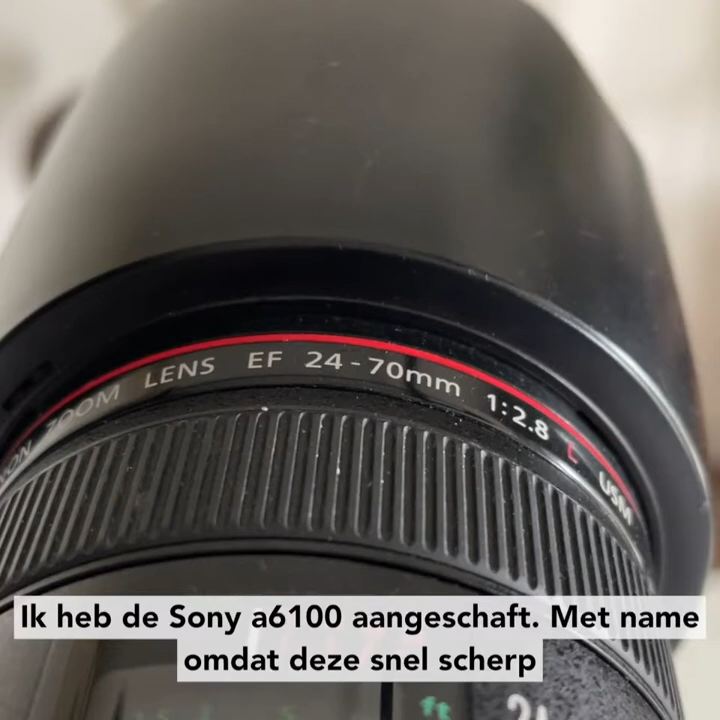 ZOOM LENS EF 24-70mm 1:2.8 L USM
Ik heb de Sony a6100 aangeschaft. Met name
omdat deze snel scherp
ft